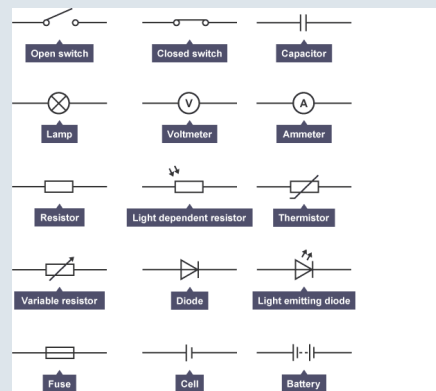 Open switch
Closed switch
Capacitor
V
A
Lamp
Voltmeter
Ammeter
Resistor
Light dependent resistor
Thermistor
Variable resistor
Diode
Light emitting diode
Fuse
Cell
Battery